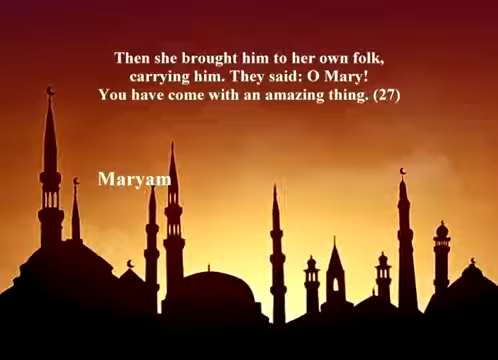 Then she brought him to her own folk,
carrying him. They said: O Mary!
You have come with an amazing thing. (27)
Maryam